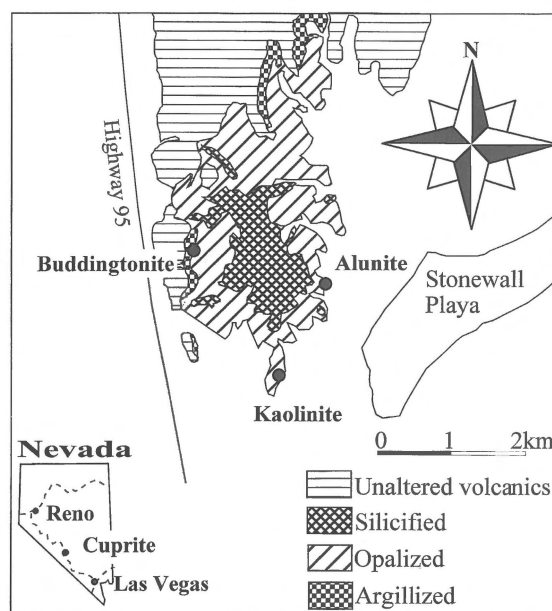 N
Highway 95
Buddingtonite
Alunite
Stonewall
Playa
Kaolinite
0 1 2km
Nevada
Reno
Cuprite
Las Vegas
Unaltered volcanics
Silicified
Opalized
Argillized